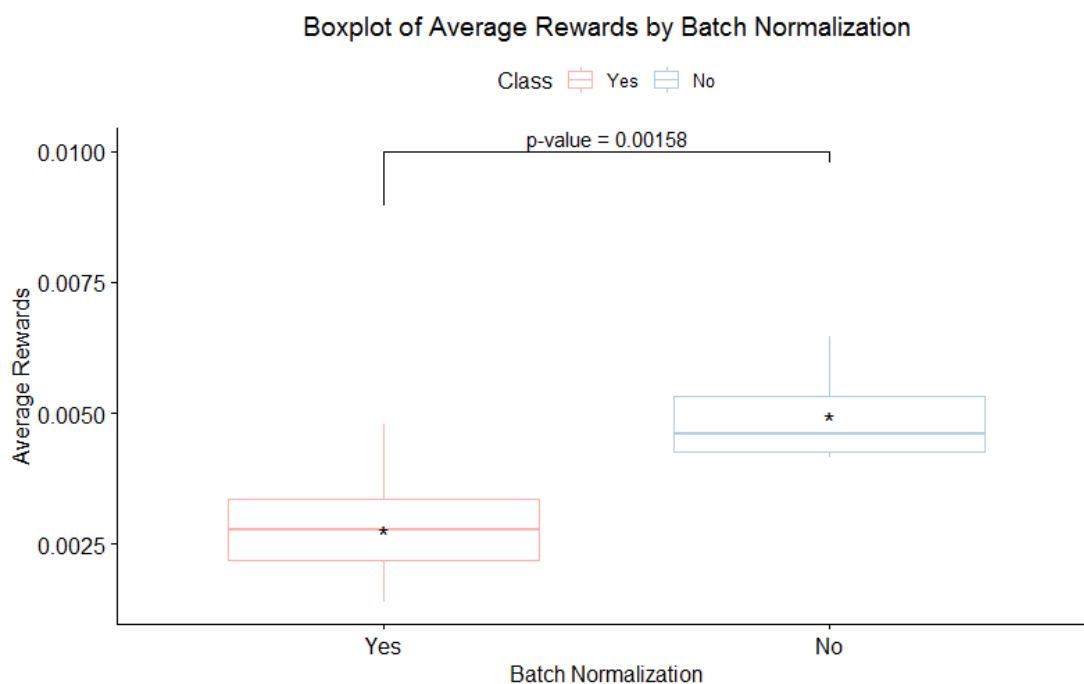 Boxplot of Average Rewards by Batch Normalization
Class Yes No
p-value = 0.00158
0.0100
0.0075
0.0050
0.0025
Average Rewards
* *
Yes No
Batch Normalization